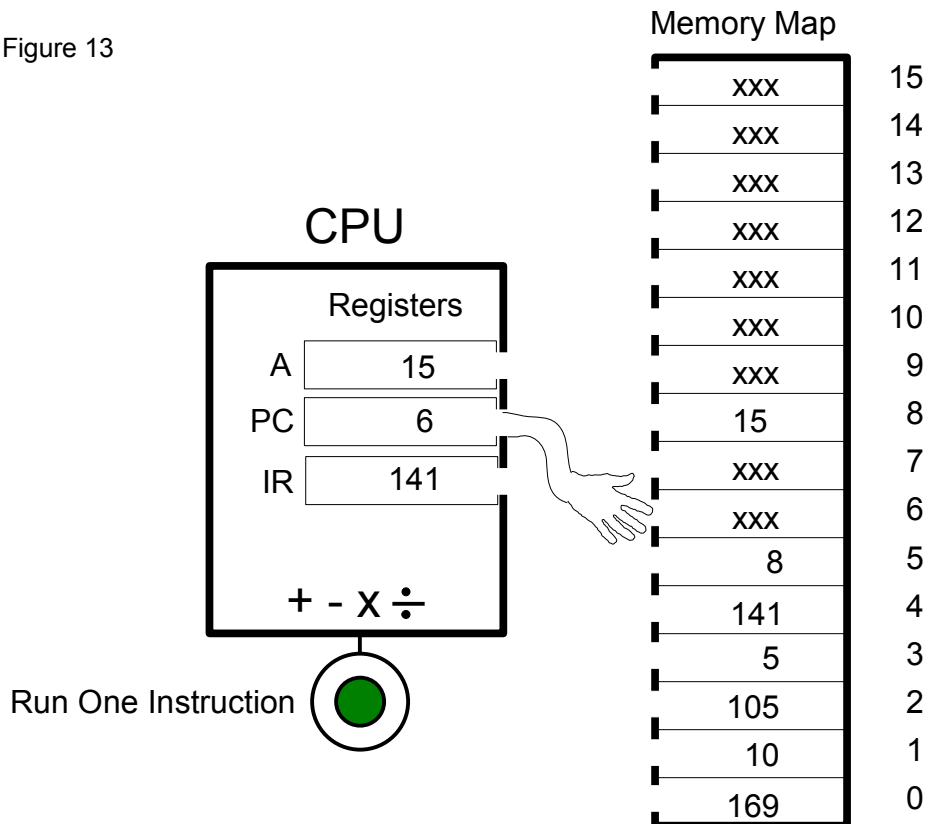 Figure 13
Memory Map
xxx 15
xxx 14
xxx 13
xxx 12
xxx 11
xxx 10
xxx 9
15 8
xxx 7
xxx 6
8 5
141 4
5 3
105 2
10 1
169 0
CPU
Registers
A 15
PC 6
IR 141
+ - x ÷
Run One Instruction